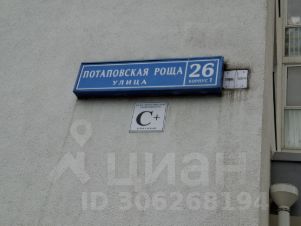 ПОТАПОВСКАЯ РОЩА
УЛИЦА
26
КОРПУС 1
C+
циан
ID 306268194